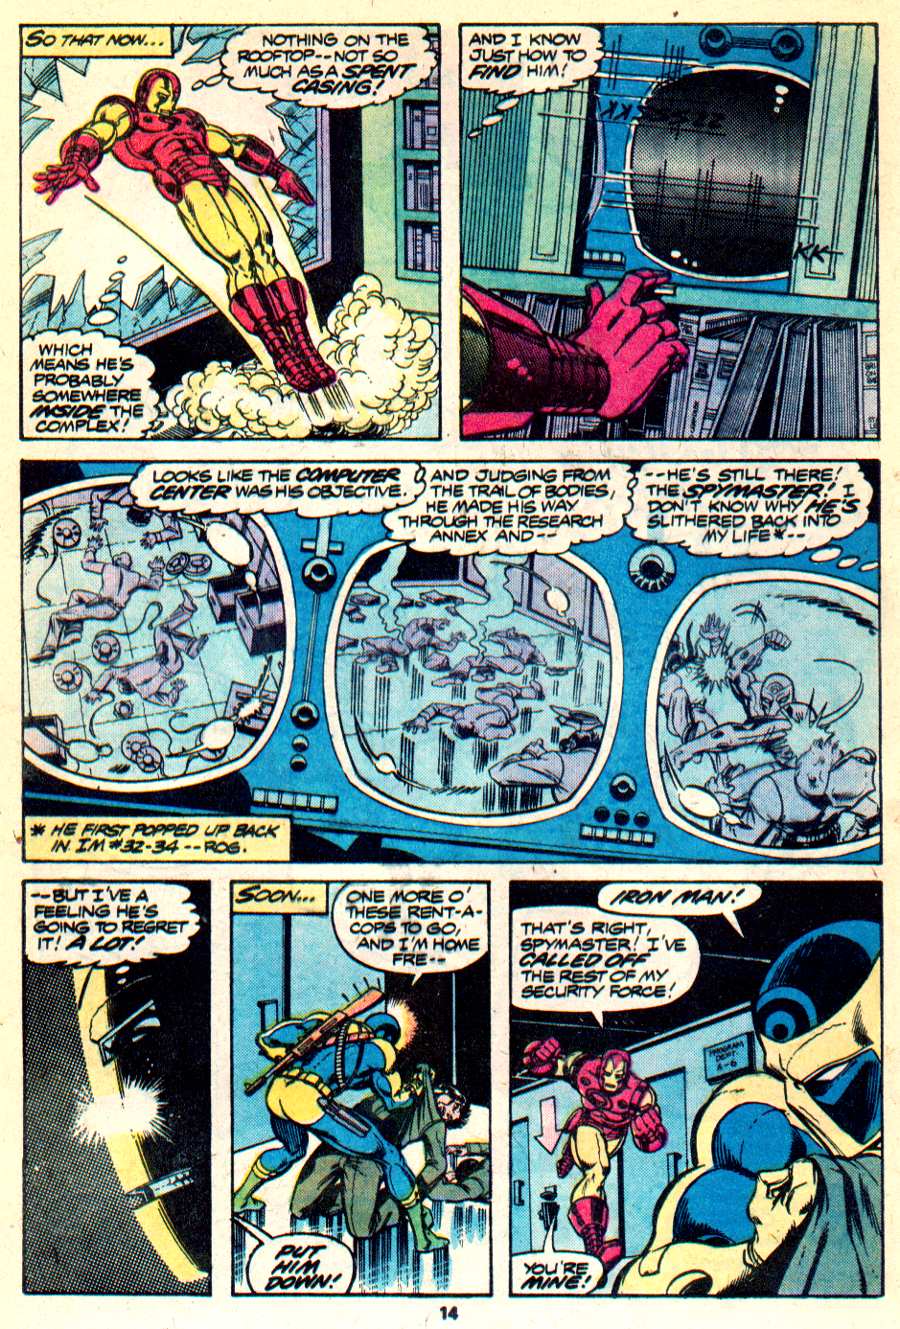 SO THAT NOW...
NOTHING ON THE
ROOFTOP--NOT SO
MUCH AS A SPENT
CASING!
WHICH
MEANS HE'S
PROBABLY
SOMEWHERE
INSIDE THE
COMPLEX!
AND I KNOW
JUST HOW TO
FIND HIM!
LOOKS LIKE THE COMPUTER
CENTER WAS HIS OBJECTIVE.
AND JUDGING FROM
THE TRAIL OF BODIES,
HE MADE HIS WAY
THROUGH THE RESEARCH
ANNEX AND--
--HE'S STILL THERE!
THE SPYMASTER! I
DON'T KNOW WHY HE'S
SLITHERED BACK INTO
MY LIFE*--
* HE FIRST POPPED UP BACK
IN I.M #32-34--ROG.
--BUT I'VE A
FEELING HE'S
GOING TO REGRET
IT! A LOT!
SOON...
ONE MORE O'
THESE RENT-A-
COPS TO GO,
AND I'M HOME
FRE--
PUT
HIM
DOWN!
IRON MAN!
THAT'S RIGHT,
SPYMASTER! I'VE
CALLED OFF
THE REST OF MY
SECURITY FORCE!
PROGRAM
DEPT.
A-6
YOU'RE
MINE!
14